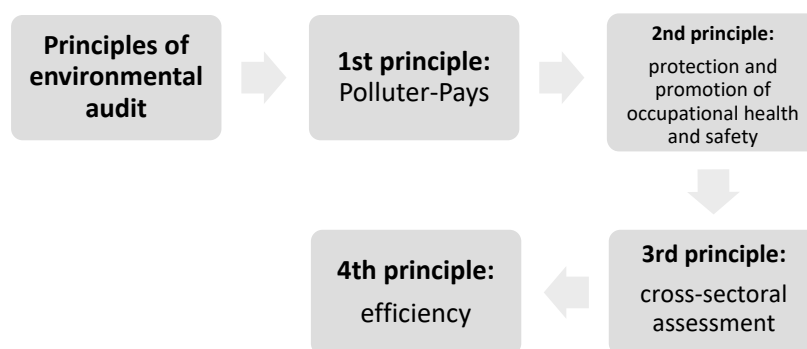 Principles of
environmental
audit
1st principle:
Polluter-Pays
2nd principle:
protection and
promotion of
occupational health
and safety
3rd principle:
cross-sectoral
assessment
4th principle:
efficiency